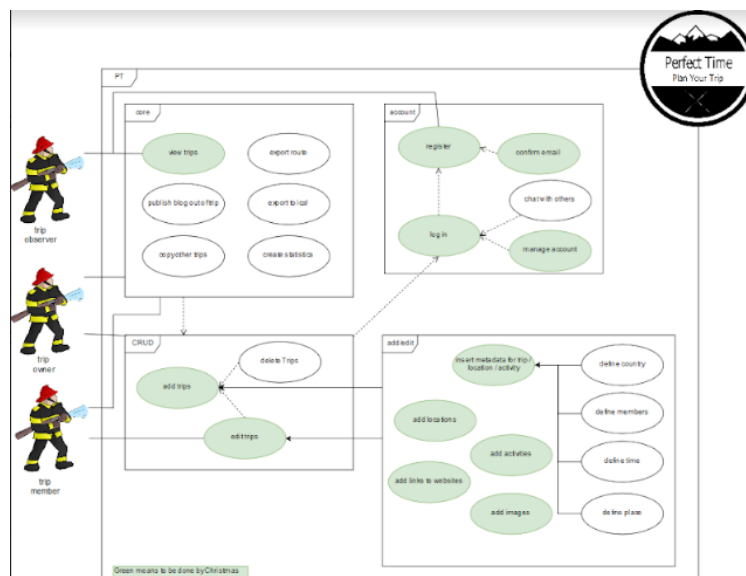 Perfect Time
Plan Your Trip
PT
core
account
view trips
export route
register
confirm email
publish blog out of trip
export to ical
chat with others
trip
observer
copy other trips
create statistics
log in
manage account
trip
owner
CRUD
delete Trips
add trips
edit trips
add/edit
insert metadata for trip /
location / activity
define country
define members
add locations
add activities
define time
add links to websites
add images
define place
trip
member
Green means to be done by Christmas